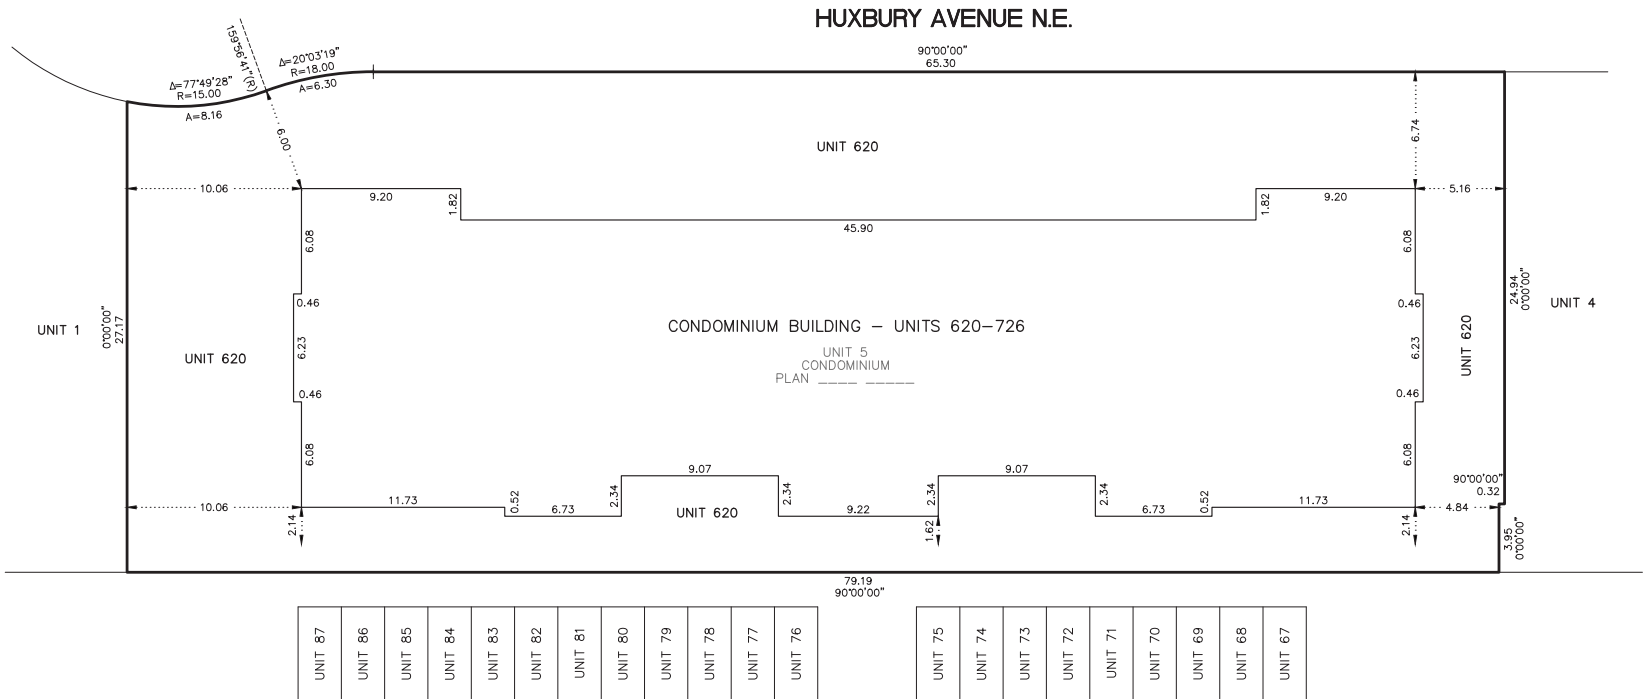 HUXBURY AVENUE N.E.
90°00'00"
65.30
159°56'41"(R)
Δ=20°03'19"
R=18.00
A=6.30
Δ=77°49'28"
R=15.00
A=8.16
6.00
6.74
UNIT 620
10.06
9.20
1.82
45.90
1.82
9.20
5.16
6.08
6.08
0.46
0.46
UNIT 1
0°00'00"
27.17
UNIT 620
6.23
CONDOMINIUM BUILDING – UNITS 620–726
UNIT 5
CONDOMINIUM
PLAN ____ _____
6.23
UNIT 620
24.94
0°00'00"
UNIT 4
0.46
0.46
6.08
6.08
9.07
9.07
90°00'00"
0.32
10.06
11.73
0.52
6.73
2.34
UNIT 620
2.34
9.22
2.34
2.34
6.73
0.52
11.73
4.84
2.14
1.62
2.14
3.95
0°00'00"
79.19
90°00'00"
UNIT 87
UNIT 86
UNIT 85
UNIT 84
UNIT 83
UNIT 82
UNIT 81
UNIT 80
UNIT 79
UNIT 78
UNIT 77
UNIT 76
UNIT 75
UNIT 74
UNIT 73
UNIT 72
UNIT 71
UNIT 70
UNIT 69
UNIT 68
UNIT 67